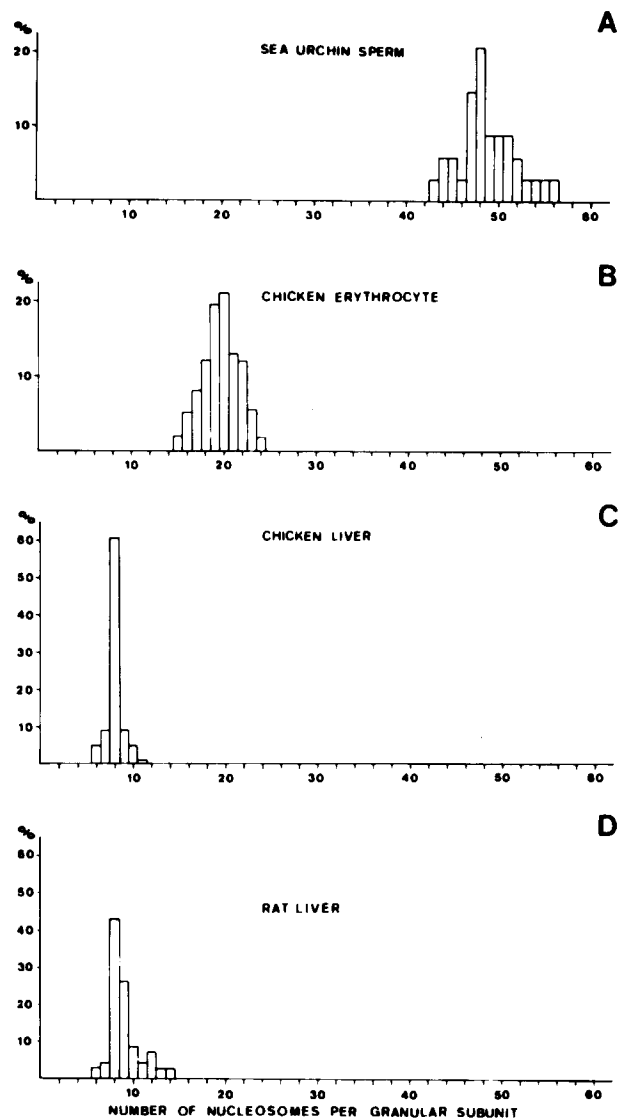 A
%
SEA URCHIN SPERM
20
10
10 20 30 40 50 60
B
%
CHICKEN ERYTHROCYTE
20
10
10 20 30 40 50 60
C
%
CHICKEN LIVER
60
50
40
30
20
10
10 20 30 40 50 60
D
%
RAT LIVER
60
50
40
30
20
10
10 20 30 40 50 60
NUMBER OF NUCLEOSOMES PER GRANULAR SUBUNIT